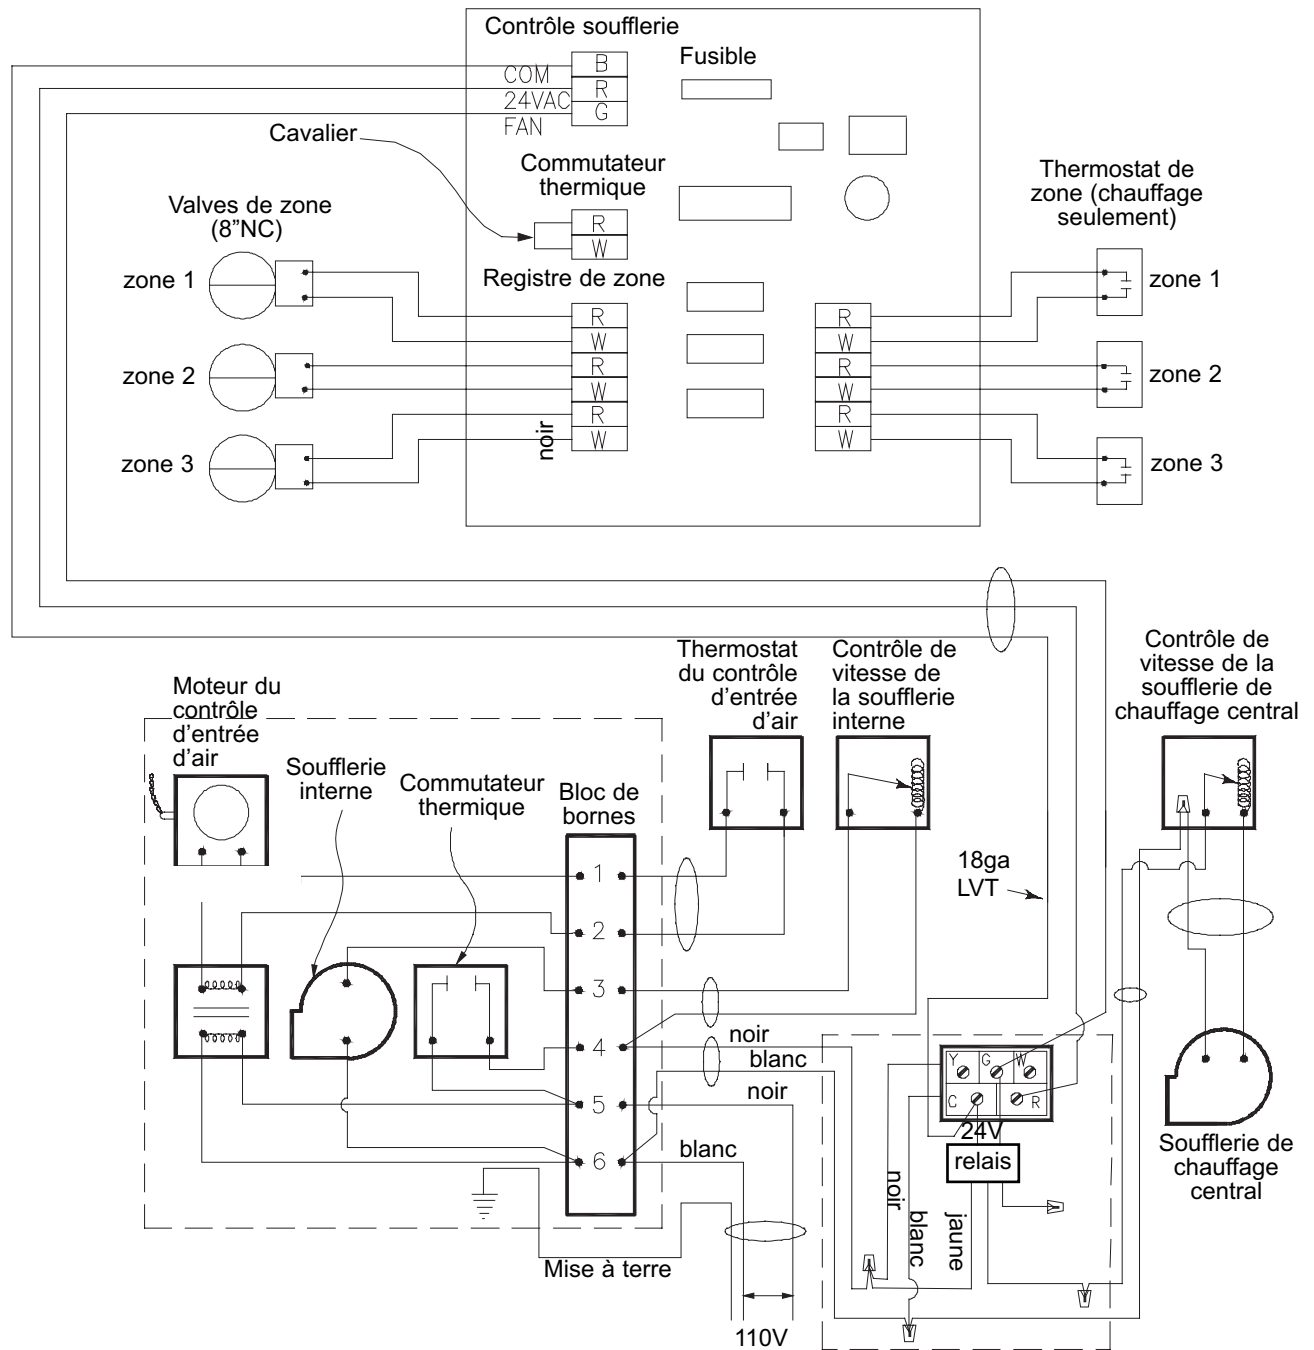 Contrôle soufflerie
Fusible
B
COM
R
24VAC
G
FAN
Cavalier
Commutateur
thermique
R
W
Thermostat de
zone (chauffage
seulement)
Valves de zone
(8”NC)
Registre de zone
zone 1
zone 2
zone 3
R
W
R
W
R
W
noir
R
W
R
W
R
W
zone 1
zone 2
zone 3
Moteur du
contrôle
d'entrée
d'air
Soufflerie
interne
Commutateur
thermique
Bloc de
bornes
Thermostat
du contrôle
d'entrée
d'air
Contrôle de
vitesse de
la soufflerie
interne
Contrôle de
vitesse de la
soufflerie de
chauffage central
18ga
LVT
1
2
3
4
5
6
noir
blanc
noir
blanc
Y
G
W
C
R
24V
relais
noir
blanc
jaune
Soufflerie de
chauffage
central
Mise à terre
110V